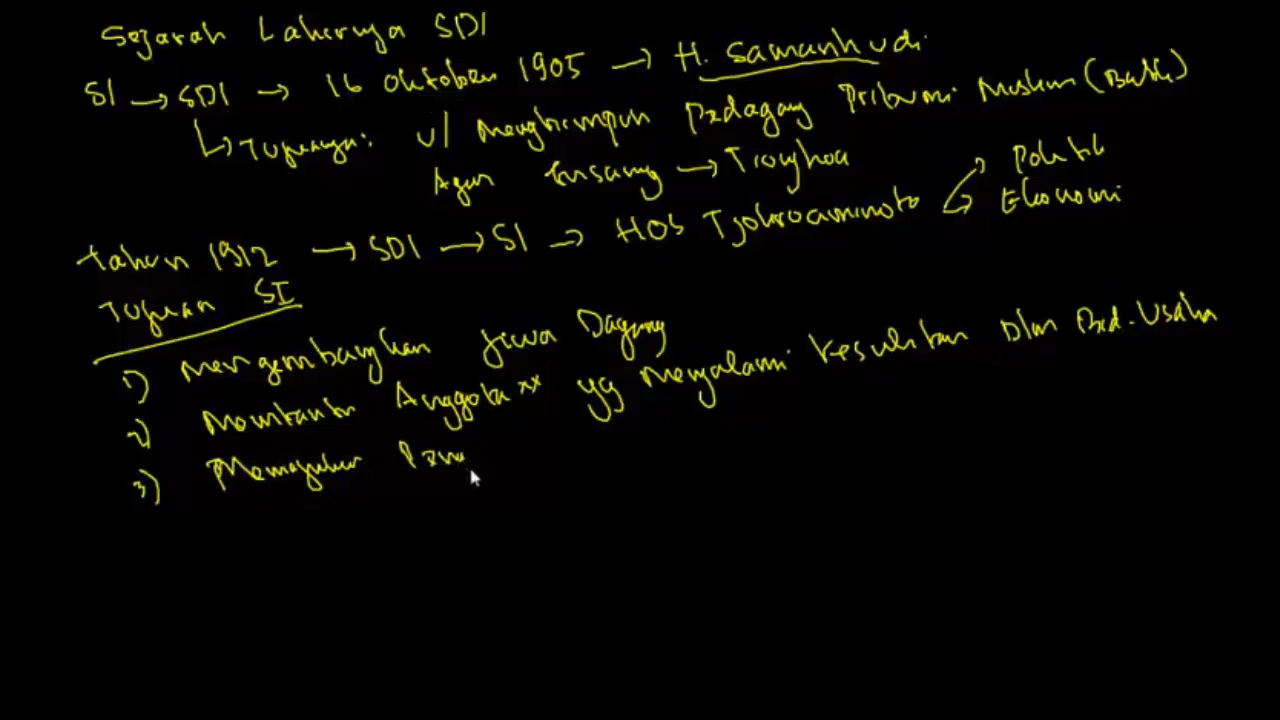 Sejarah Lahirnya SDI
SI → SDI → 16 Oktober 1905 → H. Samanhudi
↳ Tujuannya: u/ Menghimpun Pedagang Pribumi Muslim (Batik)
Agar bersaing → Tionghoa
Politik
tahun 1912 → SDI → SI → HOS Tjokroaminoto
Ekonomi
Tujuan SI
1) Mengembangkan Jiwa Dagang
2) Membantu Anggota** yg Mengalami kesulitan Dlm Bid. Usaha
3) Memajukan